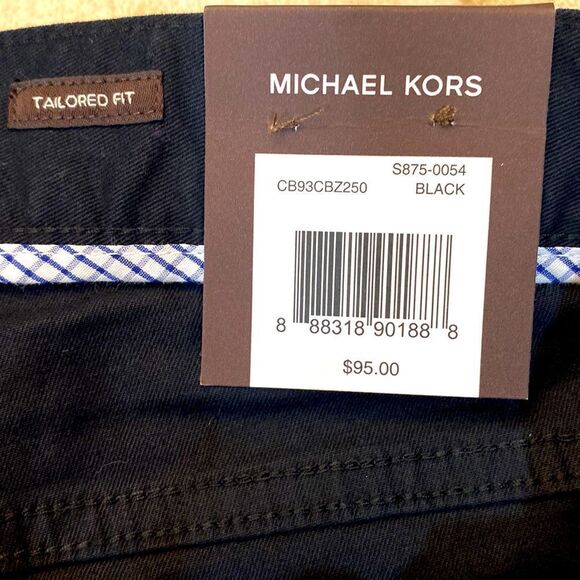 TAILORED FIT
MICHAEL KORS
S875-0054
CB93CBZ250 BLACK
8 88318 90188 8
$95.00